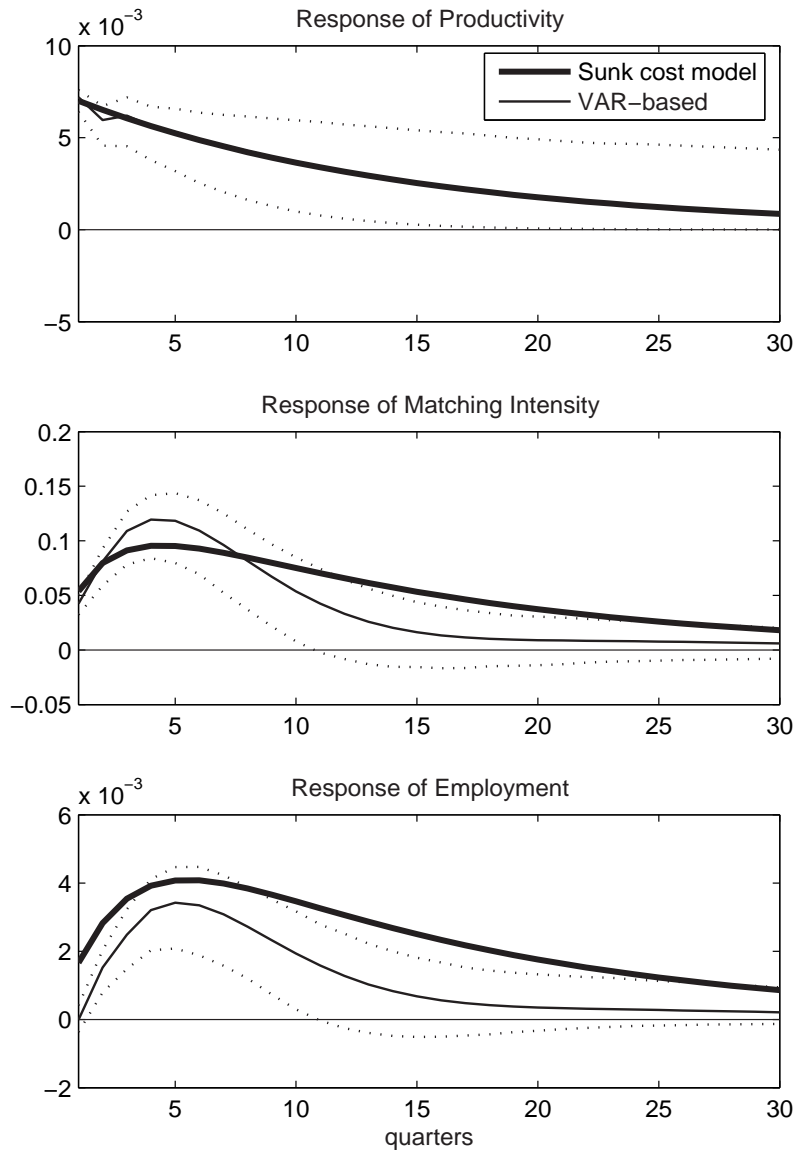 Response of Productivity
x 10−3
10
5
0
−5
Sunk cost model
VAR−based
5 10 15 20 25 30
Response of Matching Intensity
0.2
0.15
0.1
0.05
0
−0.05
5 10 15 20 25 30
Response of Employment
x 10−3
6
4
2
0
−2
5 10 15 20 25 30
quarters